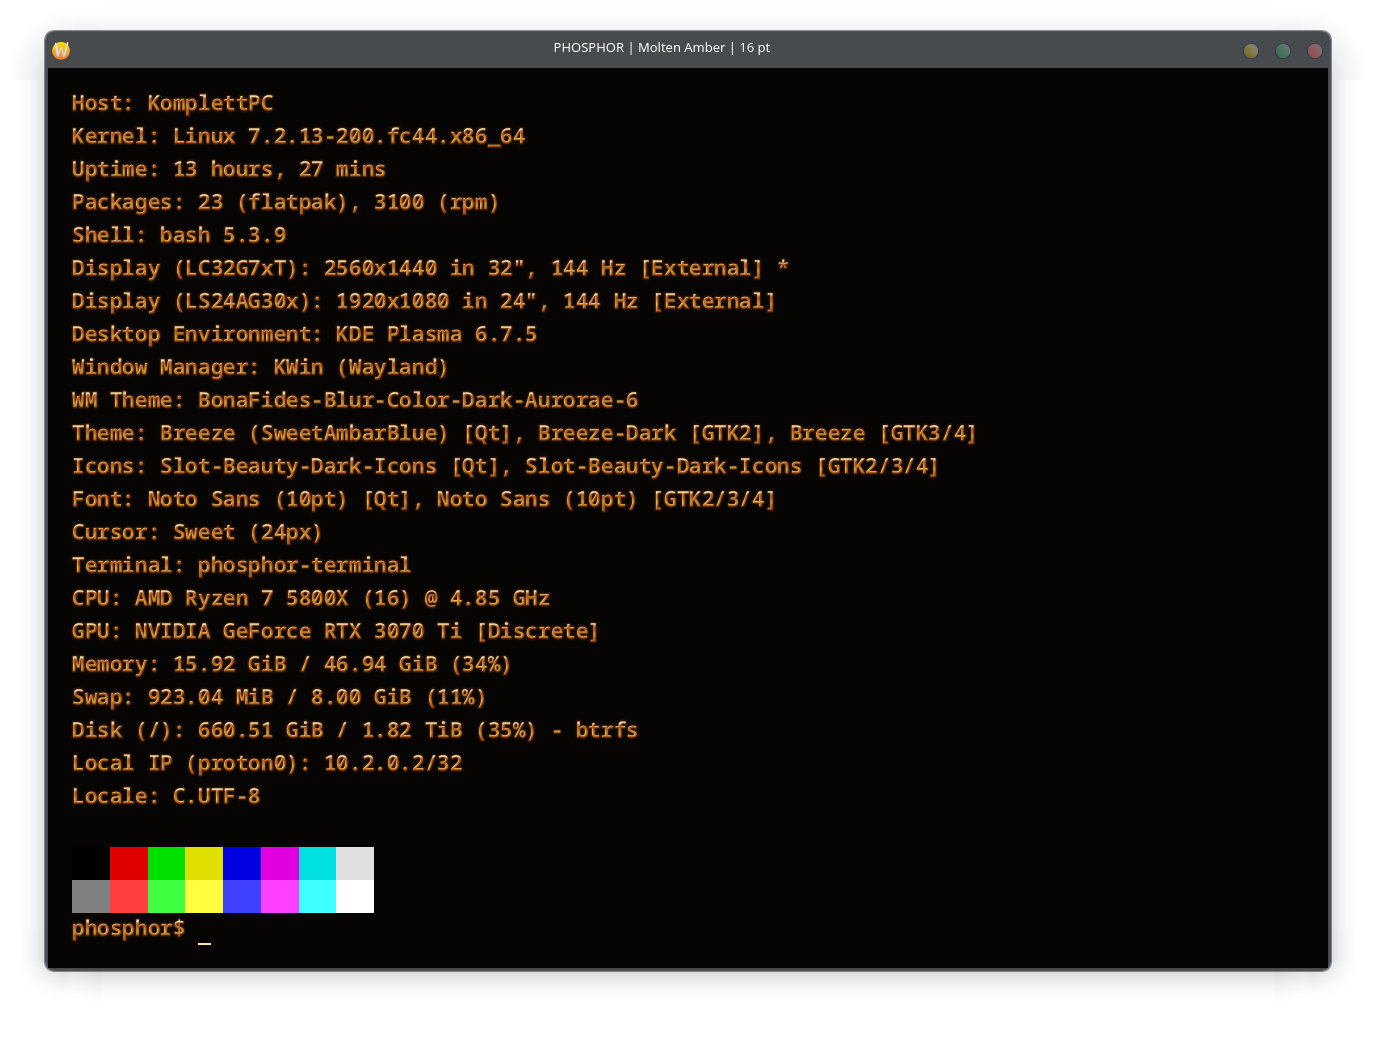 PHOSPHOR | Molten Amber | 16 pt
Host: KomplettPC
Kernel: Linux 7.2.13-200.fc44.x86_64
Uptime: 13 hours, 27 mins
Packages: 23 (flatpak), 3100 (rpm)
Shell: bash 5.3.9
Display (LC32G7xT): 2560x1440 in 32", 144 Hz [External] *
Display (LS24AG30x): 1920x1080 in 24", 144 Hz [External]
Desktop Environment: KDE Plasma 6.7.5
Window Manager: KWin (Wayland)
WM Theme: BonaFides-Blur-Color-Dark-Aurorae-6
Theme: Breeze (SweetAmbarBlue) [Qt], Breeze-Dark [GTK2], Breeze [GTK3/4]
Icons: Slot-Beauty-Dark-Icons [Qt], Slot-Beauty-Dark-Icons [GTK2/3/4]
Font: Noto Sans (10pt) [Qt], Noto Sans (10pt) [GTK2/3/4]
Cursor: Sweet (24px)
Terminal: phosphor-terminal
CPU: AMD Ryzen 7 5800X (16) @ 4.85 GHz
GPU: NVIDIA GeForce RTX 3070 Ti [Discrete]
Memory: 15.92 GiB / 46.94 GiB (34%)
Swap: 923.04 MiB / 8.00 GiB (11%)
Disk (/): 660.51 GiB / 1.82 TiB (35%) - btrfs
Local IP (proton0): 10.2.0.2/32
Locale: C.UTF-8
phosphor$ _